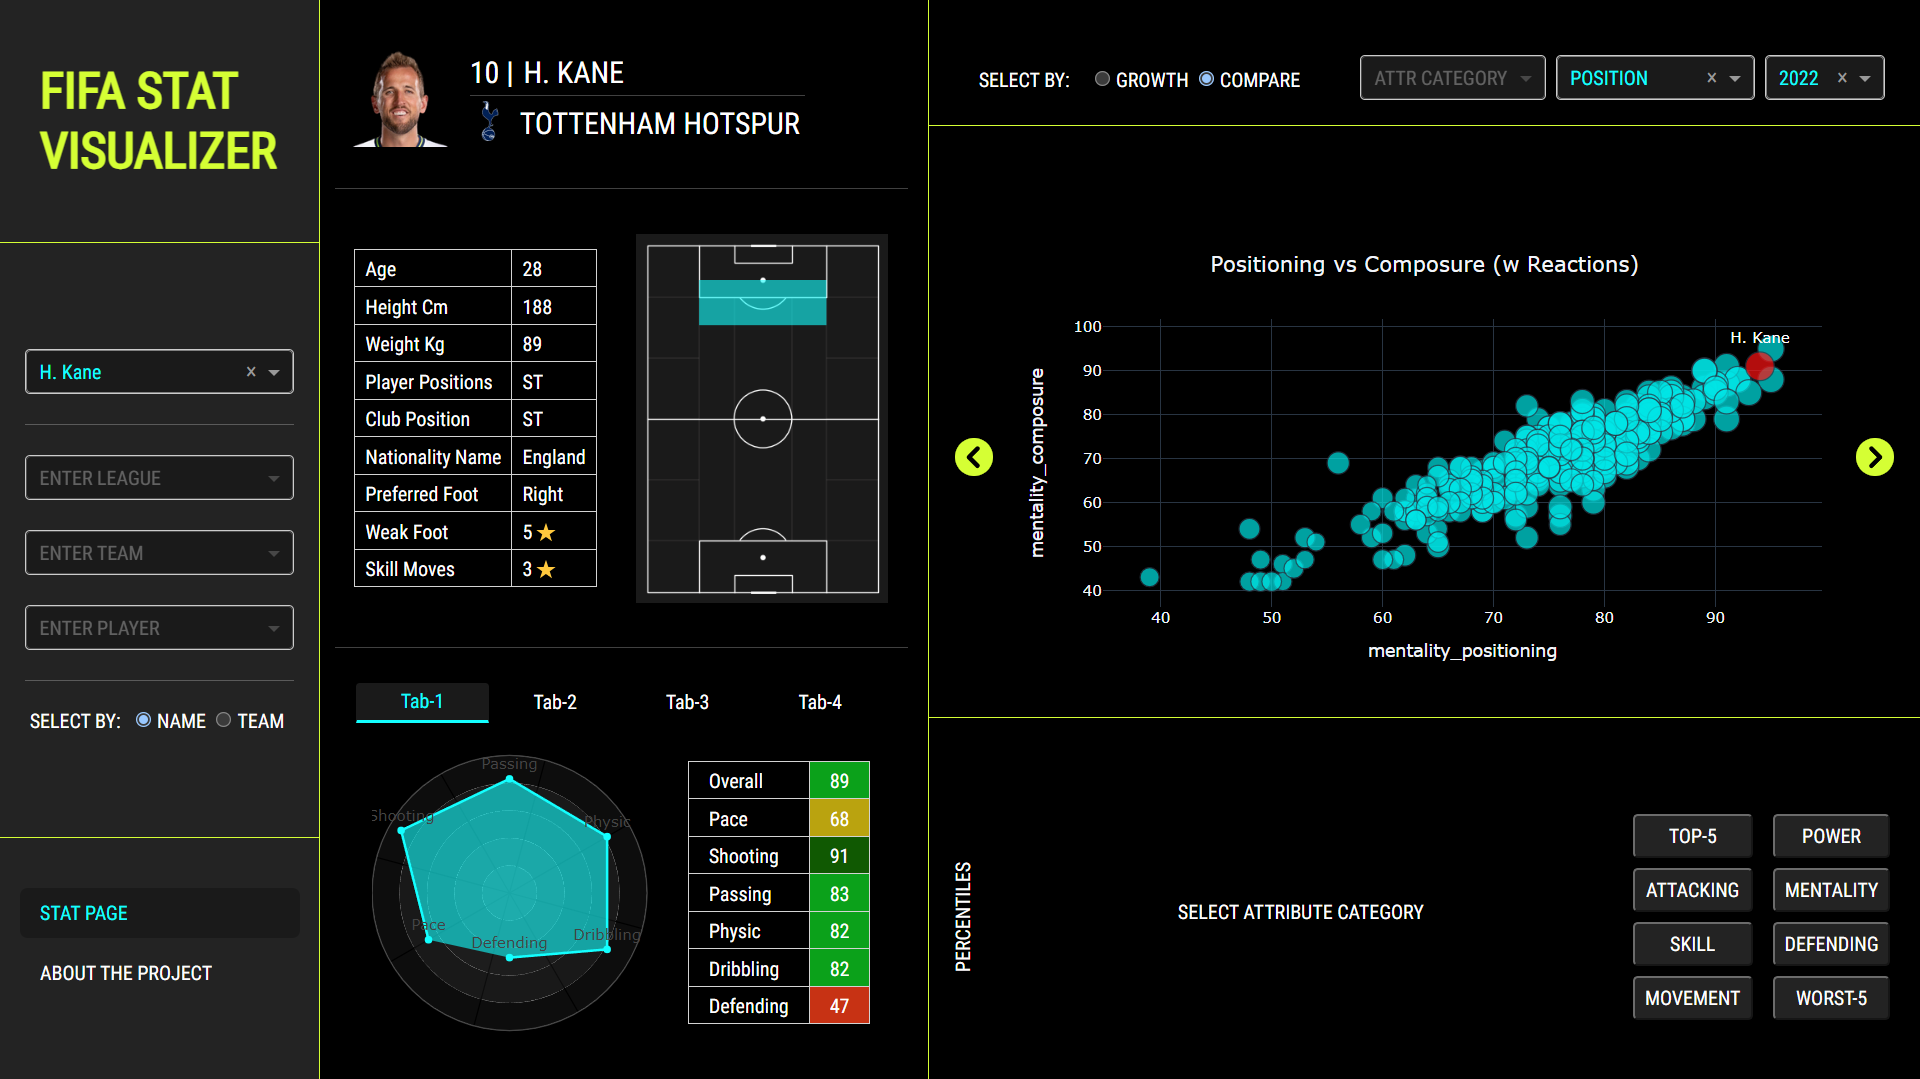 FIFA STAT
VISUALIZER
H. Kane ×
ENTER LEAGUE
ENTER TEAM
ENTER PLAYER
SELECT BY: NAME TEAM
STAT PAGE
ABOUT THE PROJECT
10 | H. KANE
TOTTENHAM HOTSPUR
Age 28
Height Cm 188
Weight Kg 89
Player Positions ST
Club Position ST
Nationality Name England
Preferred Foot Right
Weak Foot 5
Skill Moves 3
Tab-1 Tab-2 Tab-3 Tab-4
Passing
Shooting
Physic
Pace
Defending
Dribbling
Overall 89
Pace 68
Shooting 91
Passing 83
Physic 82
Dribbling 82
Defending 47
SELECT BY: GROWTH COMPARE
ATTR CATEGORY
POSITION ×
2022 ×
Positioning vs Composure (w Reactions)
H. Kane
mentality_composure
100
90
80
70
60
50
40
40 50 60 70 80 90
mentality_positioning
PERCENTILES
SELECT ATTRIBUTE CATEGORY
TOP-5 POWER
ATTACKING MENTALITY
SKILL DEFENDING
MOVEMENT WORST-5